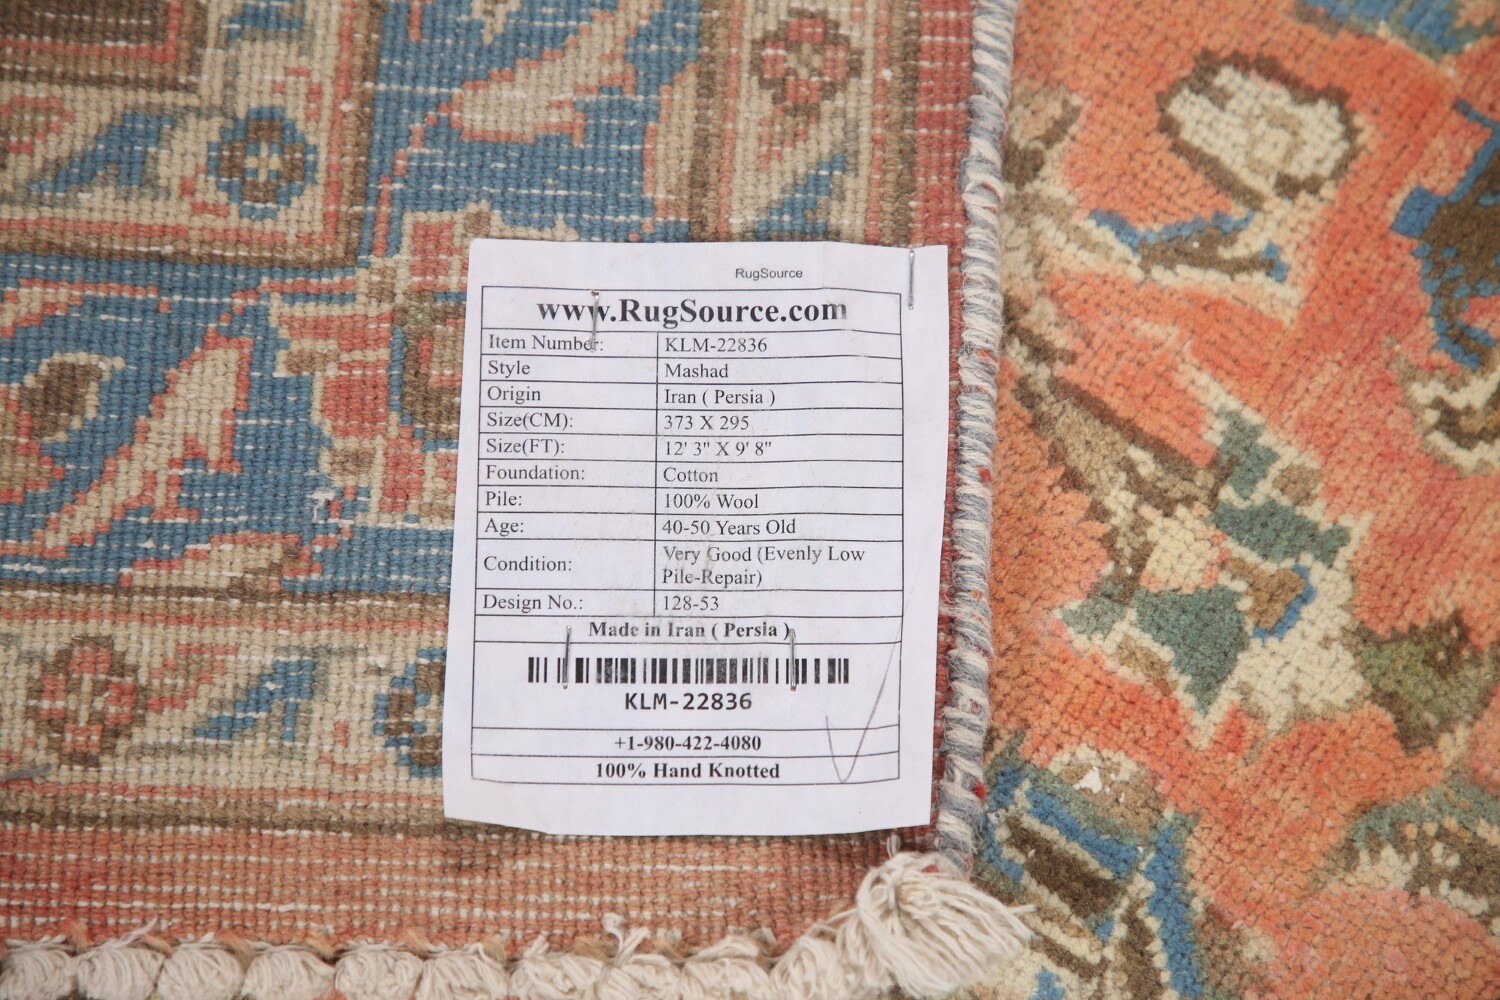 RugSource
www.RugSource.com
Item Number: KLM-22836
Style Mashad
Origin Iran ( Persia )
Size(CM): 373 X 295
Size(FT): 12' 3" X 9' 8"
Foundation: Cotton
Pile: 100% Wool
Age: 40-50 Years Old
Condition: Very Good (Evenly Low
Pile-Repair)
Design No.: 128-53
Made in Iran ( Persia )
KLM-22836
+1-980-422-4080
100% Hand Knotted